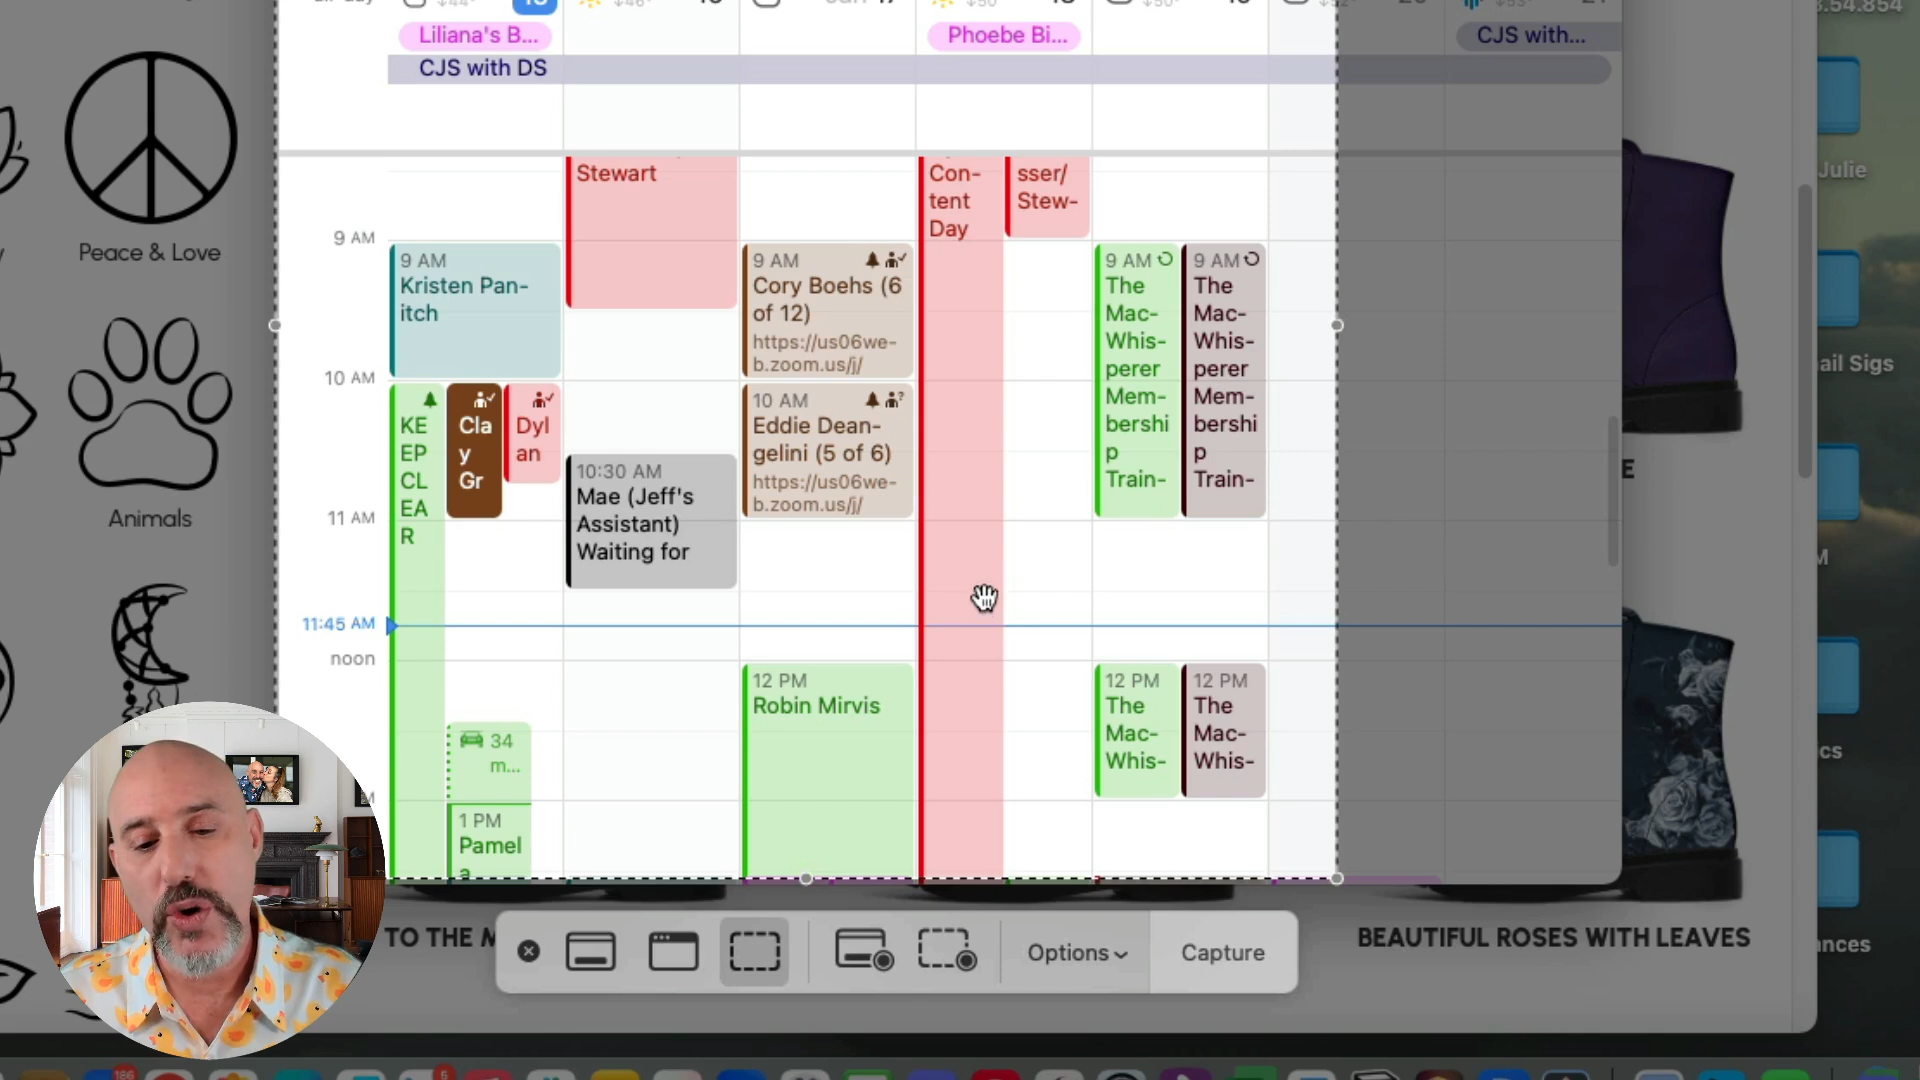 Liliana's B...
Phoebe Bi...
CJS with...
CJS with DS
Stewart
Con-
tent
Day
sser/
Stew-
9 AM
9 AM
Kristen Pan-
itch
9 AM
Cory Boehs (6
of 12)
https://us06we-
b.zoom.us/j/
9 AM
The
Mac-
Whis-
perer
Mem-
bershi
p
Train-
9 AM
The
Mac-
Whis-
perer
Mem-
bershi
p
Train-
10 AM
KE
EP
CL
EA
R
Cla
y
Gr
Dyl
an
10 AM
Eddie Dean-
gelini (5 of 6)
https://us06we-
b.zoom.us/j/
10:30 AM
Mae (Jeff's
Assistant)
Waiting for
11 AM
11:45 AM
noon
12 PM
Robin Mirvis
12 PM
The
Mac-
Whis-
12 PM
The
Mac-
Whis-
34
m...
1 PM
Pamel
a
Peace & Love
Animals
Julie
ail Sigs
M
cs
ances
E
TO THE M
BEAUTIFUL ROSES WITH LEAVES
Options
Capture
186
5